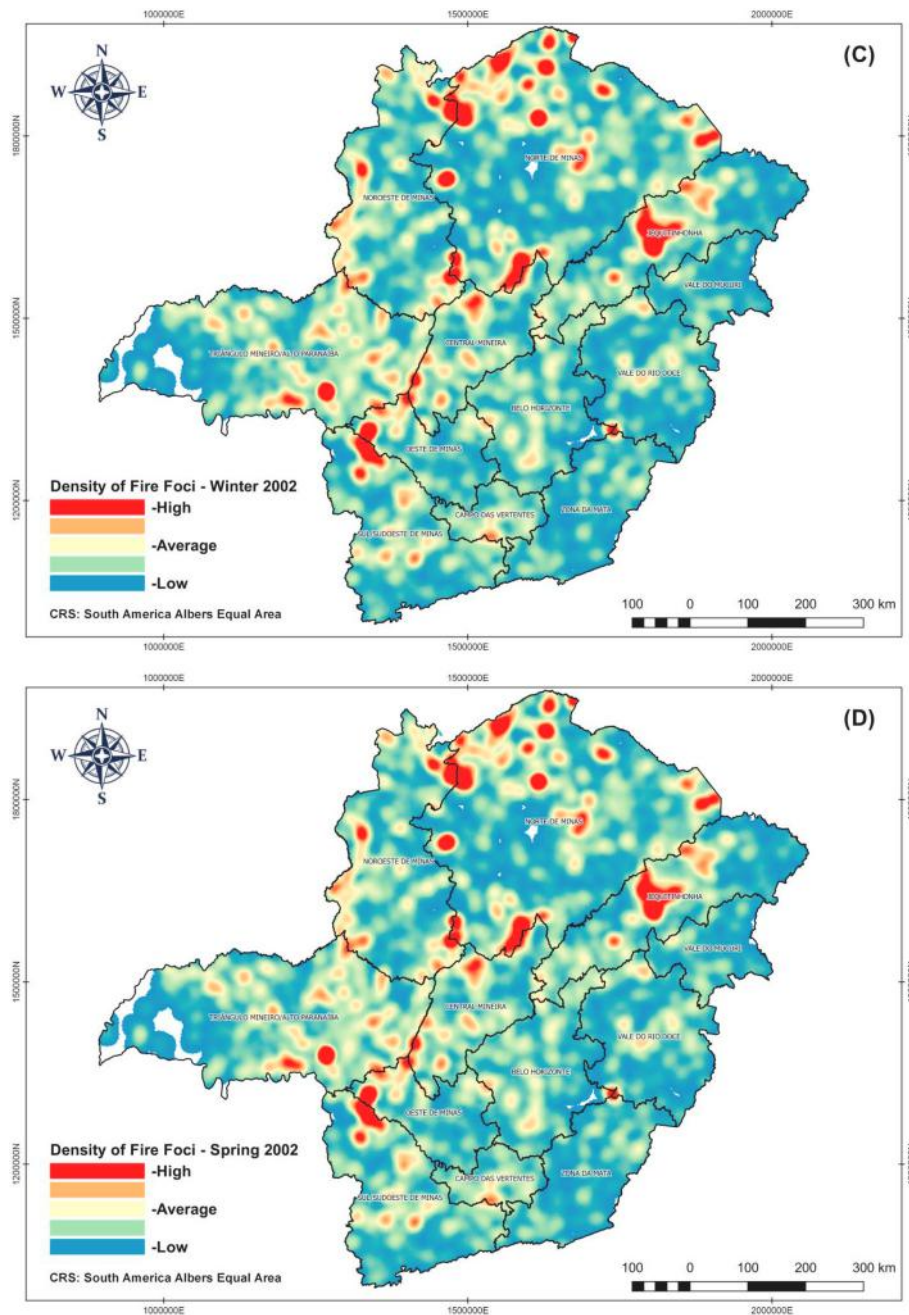 1000000E 1500000E 2000000E
(C)
N
W E
S
1800000N
NORTE DE MINAS
NOROESTE DE MINAS
JEQUITINHONHA
VALE DO MUKURI
1500000N
CENTRAL MINEIRA
TRIÂNGULO MINEIRO/ALTO PARANAÍBA
VALE DO RIO DOCE
BELO HORIZONTE
OESTE DE MINAS
Density of Fire Foci - Winter 2002
-High
1200000N
ZONA DA MATA
CAMPO DAS VERTENTES
-Average
SUL SUDOESTE DE MINAS
-Low
CRS: South America Albers Equal Area
100 0 100 200 300 km
1000000E 1500000E 2000000E
1000000E 1500000E 2000000E
(D)
N
W E
S
1800000N
NORTE DE MINAS
NOROESTE DE MINAS
JEQUITINHONHA
VALE DO MUKURI
1500000N
CENTRAL MINEIRA
TRIÂNGULO MINEIRO/ALTO PARANAÍBA
VALE DO RIO DOCE
BELO HORIZONTE
OESTE DE MINAS
Density of Fire Foci - Spring 2002
-High
1200000N
ZONA DA MATA
CAMPO DAS VERTENTES
-Average
SUL SUDOESTE DE MINAS
-Low
CRS: South America Albers Equal Area
100 0 100 200 300 km
1000000E 1500000E 2000000E